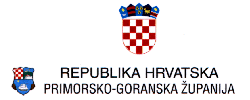 REPUBLIKA HRVATSKA
PRIMORSKO-GORANSKA ŽUPANIJA